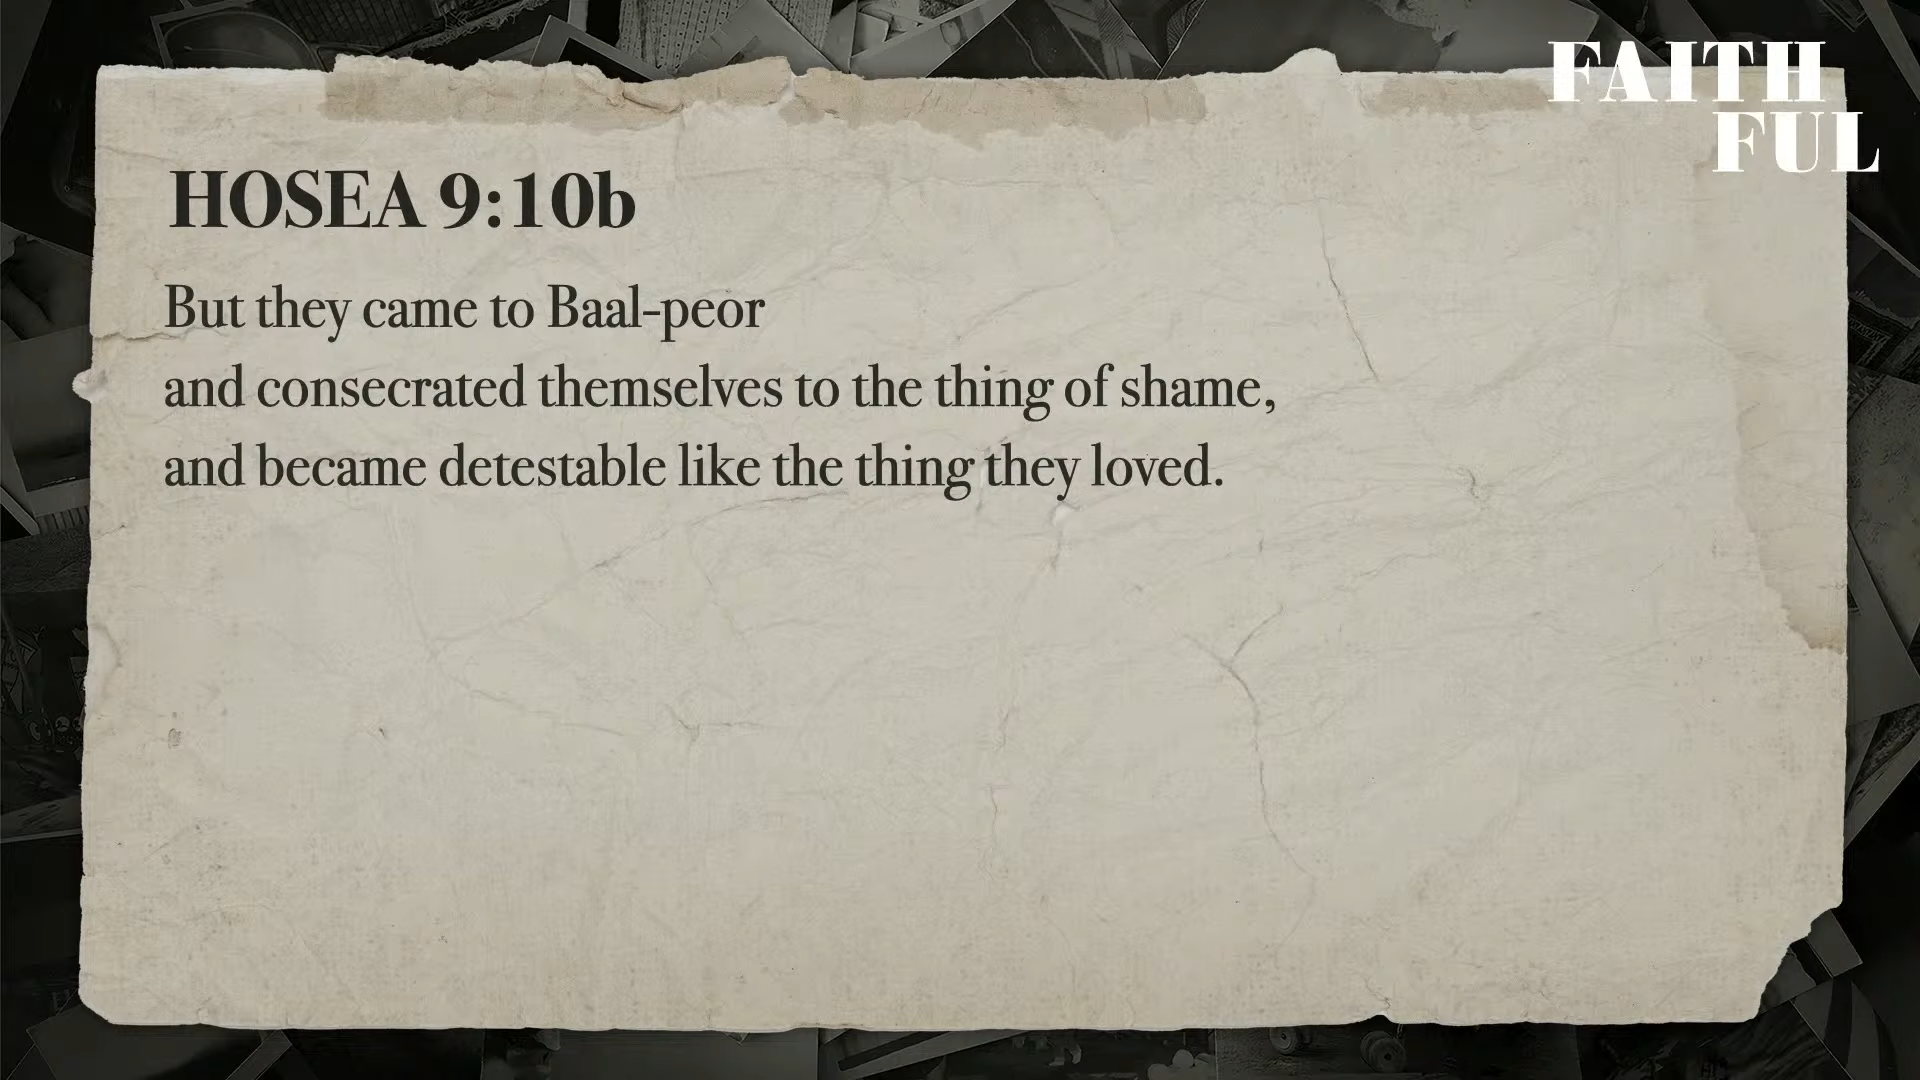 FAITH
FUL
HOSEA 9:10b
But they came to Baal-peor
and consecrated themselves to the thing of shame,
and became detestable like the thing they loved.